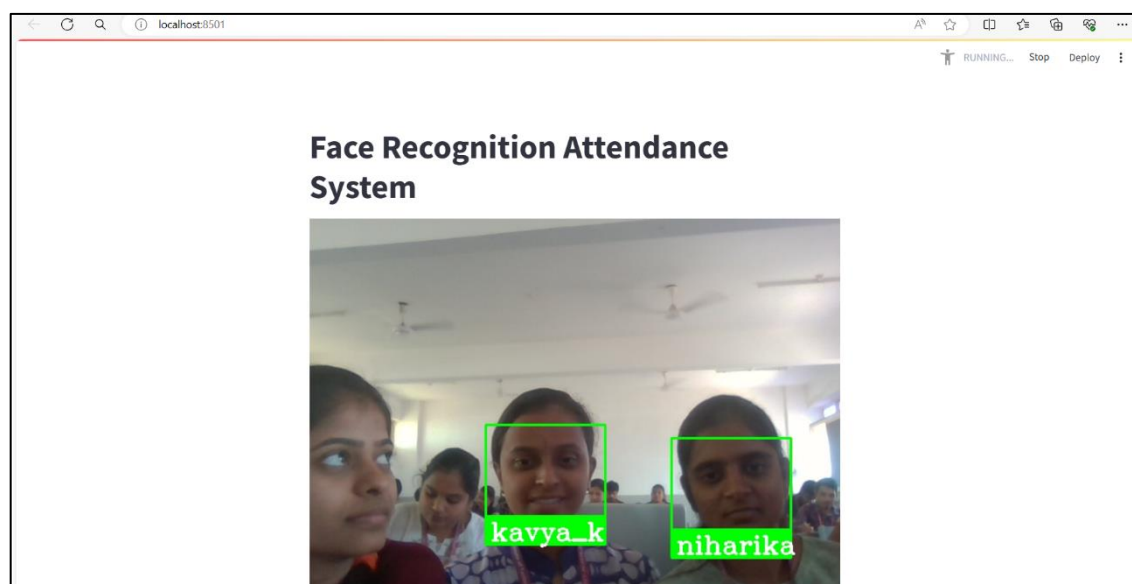 localhost:8501
RUNNING... Stop Deploy
Face Recognition Attendance
System
kavya_k
niharika